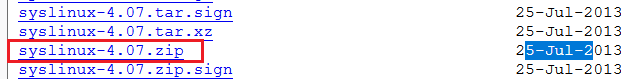 syslinux-4.07.tar.sign 25-Jul-2013
syslinux-4.07.tar.xz 25-Jul-2013
syslinux-4.07.zip 25-Jul-2013
syslinux-4.07.zip.sign 25-Jul-2013